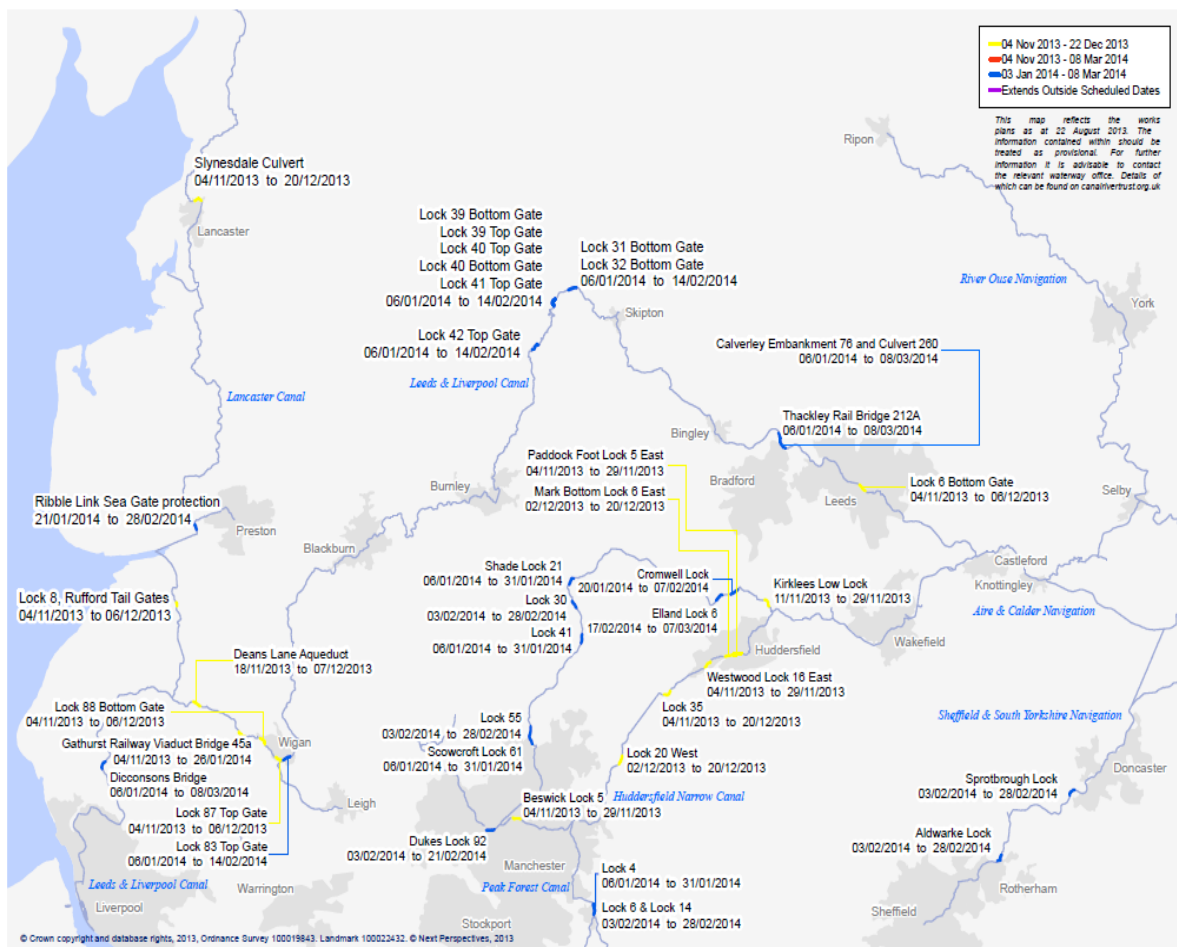 04 Nov 2013 - 22 Dec 2013
04 Nov 2013 - 08 Mar 2014
03 Jan 2014 - 08 Mar 2014
Extends Outside Scheduled Dates
This map reflects the works
plans as at 22 August 2013. The
information contained within should be
treated as provisional. For further
information it is advisable to contact
the relevant waterway office. Details of
which can be found on canalrivertrust.org.uk
Ripon
Slynesdale Culvert
04/11/2013 to 20/12/2013
Lancaster
Lock 39 Bottom Gate
Lock 39 Top Gate
Lock 40 Top Gate
Lock 40 Bottom Gate
Lock 41 Top Gate
06/01/2014 to 14/02/2014
Lock 31 Bottom Gate
Lock 32 Bottom Gate
06/01/2014 to 14/02/2014
River Ouse Navigation
York
Skipton
Lock 42 Top Gate
06/01/2014 to 14/02/2014
Calverley Embankment 76 and Culvert 260
06/01/2014 to 08/03/2014
Leeds & Liverpool Canal
Lancaster Canal
Thackley Rail Bridge 212A
06/01/2014 to 08/03/2014
Bingley
Paddock Foot Lock 5 East
04/11/2013 to 29/11/2013
Mark Bottom Lock 6 East
02/12/2013 to 20/12/2013
Bradford
Lock 6 Bottom Gate
04/11/2013 to 06/12/2013
Leeds
Selby
Burnley
Ribble Link Sea Gate protection
21/01/2014 to 28/02/2014
Preston
Blackburn
Castleford
Knottingley
Shade Lock 21
06/01/2014 to 31/01/2014
Cromwell Lock
20/01/2014 to 07/02/2014
Kirklees Low Lock
11/11/2013 to 29/11/2013
Lock 30
03/02/2014 to 28/02/2014
Elland Lock 6
17/02/2014 to 07/03/2014
Aire & Calder Navigation
Lock 8, Rufford Tail Gates
04/11/2013 to 06/12/2013
Lock 41
06/01/2014 to 31/01/2014
Wakefield
Huddersfield
Deans Lane Aqueduct
18/11/2013 to 07/12/2013
Westwood Lock 16 East
04/11/2013 to 29/11/2013
Lock 88 Bottom Gate
04/11/2013 to 06/12/2013
Lock 35
04/11/2013 to 20/12/2013
Lock 55
03/02/2014 to 28/02/2014
Sheffield & South Yorkshire Navigation
Wigan
Gathurst Railway Viaduct Bridge 45a
04/11/2013 to 26/01/2014
Scowcroft Lock 61
06/01/2014 to 31/01/2014
Lock 20 West
02/12/2013 to 20/12/2013
Doncaster
Dicconsons Bridge
06/01/2014 to 08/03/2014
Sprotbrough Lock
03/02/2014 to 28/02/2014
Leigh
Huddersfield Narrow Canal
Beswick Lock 5
04/11/2013 to 29/11/2013
Lock 87 Top Gate
04/11/2013 to 06/12/2013
Lock 83 Top Gate
06/01/2014 to 14/02/2014
Dukes Lock 92
03/02/2014 to 21/02/2014
Aldwarke Lock
03/02/2014 to 28/02/2014
Manchester
Lock 4
06/01/2014 to 31/01/2014
Leeds & Liverpool Canal
Warrington
Peak Forest Canal
Rotherham
Liverpool
Lock 6 & Lock 14
03/02/2014 to 28/02/2014
Sheffield
Stockport
© Crown copyright and database rights, 2013, Ordnance Survey 100019843. Landmark 100022432. © Next Perspectives, 2013